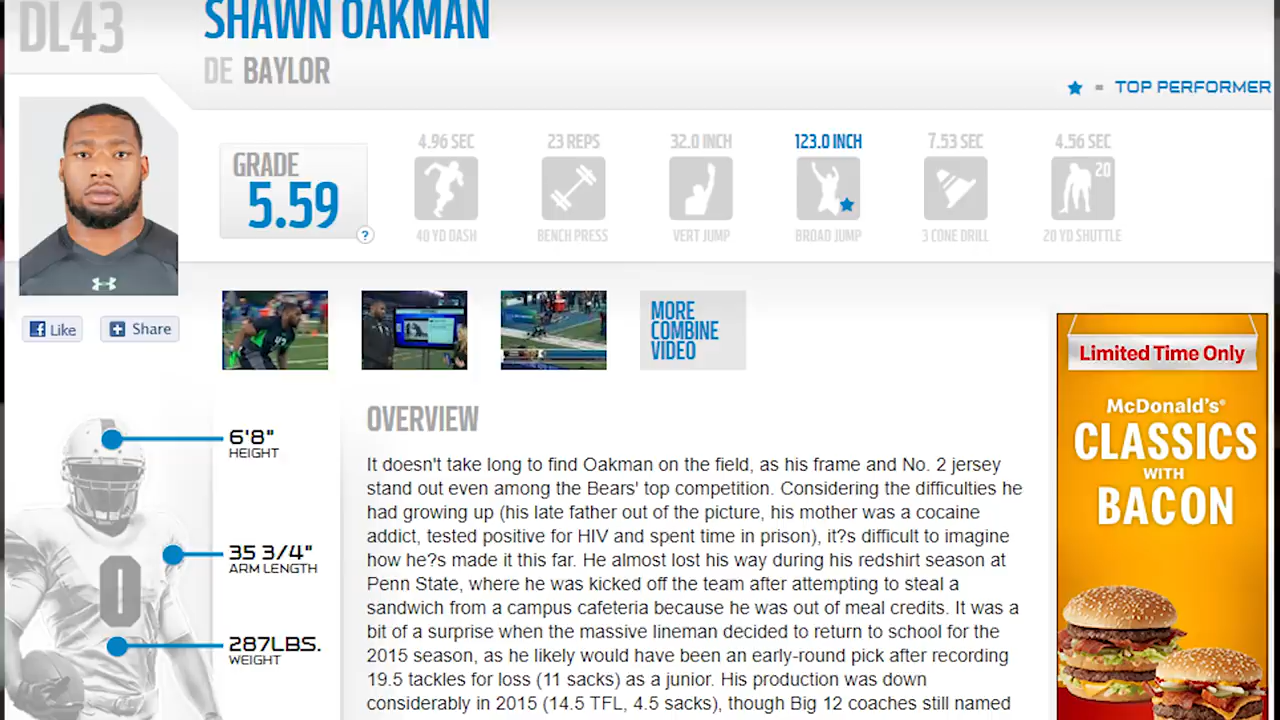 DL43
SHAWN OAKMAN
DE BAYLOR
= TOP PERFORMER
GRADE
5.59
?
4.96 SEC
40 YD DASH
23 REPS
BENCH PRESS
32.0 INCH
VERT JUMP
123.0 INCH
BROAD JUMP
7.53 SEC
3 CONE DRILL
4.56 SEC
20
20 YD SHUTTLE
Like
Share
MORE
COMBINE
VIDEO
6'8"
HEIGHT
35 3/4"
ARM LENGTH
0
287LBS.
WEIGHT
OVERVIEW
It doesn't take long to find Oakman on the field, as his frame and No. 2 jersey
stand out even among the Bears' top competition. Considering the difficulties he
had growing up (his late father out of the picture, his mother was a cocaine
addict, tested positive for HIV and spent time in prison), it?s difficult to imagine
how he?s made it this far. He almost lost his way during his redshirt season at
Penn State, where he was kicked off the team after attempting to steal a
sandwich from a campus cafeteria because he was out of meal credits. It was a
bit of a surprise when the massive lineman decided to return to school for the
2015 season, as he likely would have been an early-round pick after recording
19.5 tackles for loss (11 sacks) as a junior. His production was down
considerably in 2015 (14.5 TFL, 4.5 sacks), though Big 12 coaches still named
Limited Time Only
McDonald's®
CLASSICS
WITH
BACON